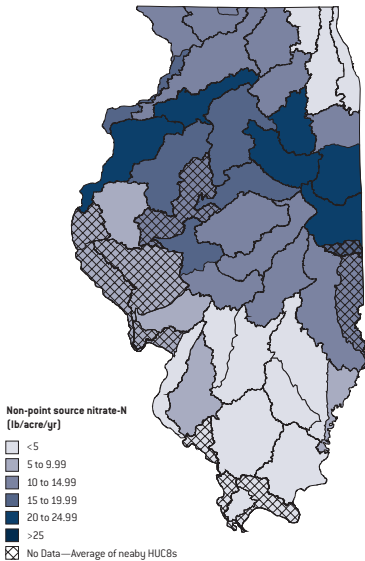 Non-point source nitrate-N
(lb/acre/yr)
<5
5 to 9.99
10 to 14.99
15 to 19.99
20 to 24.99
>25
No Data—Average of neaby HUC8s